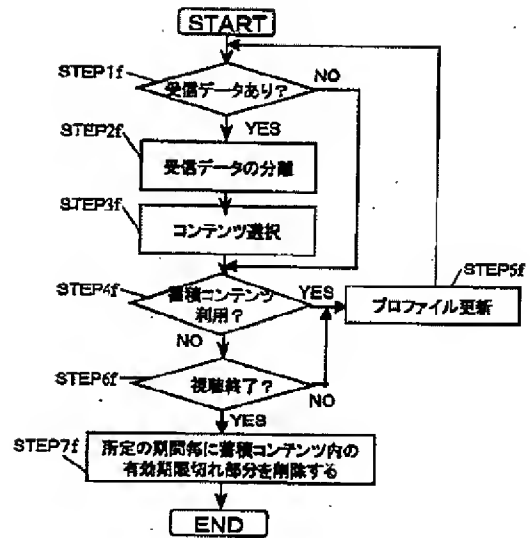 START
STEP1f
受信データあり?
NO
YES
STEP2f
受信データの分離
STEP3f
コンテンツ選択
STEP4f
蓄積コンテンツ
利用?
YES
STEP5f
プロファイル更新
NO
STEP6f
視聴終了?
NO
YES
STEP7f
所定の期間毎に蓄積コンテンツ内の
有効期限切れ部分を削除する
END